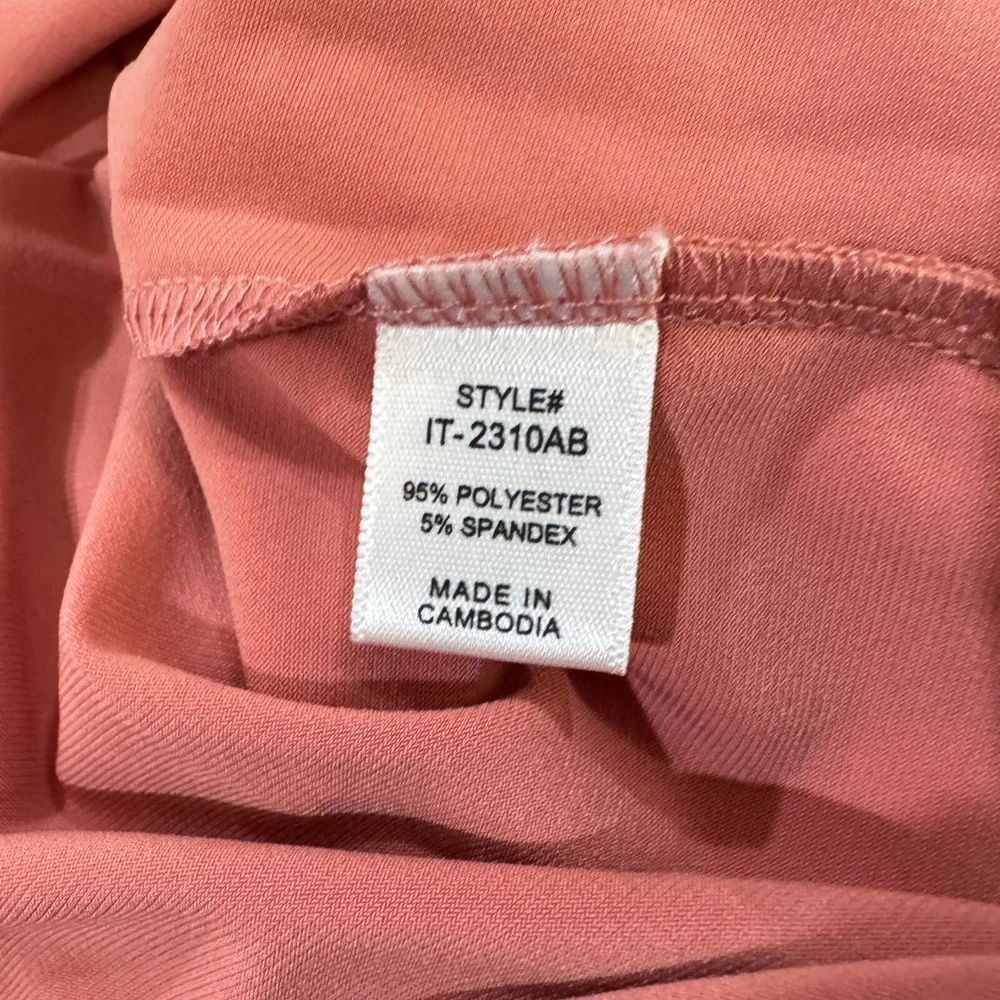 STYLE#
IT-2310AB
95% POLYESTER
5% SPANDEX
MADE IN
CAMBODIA